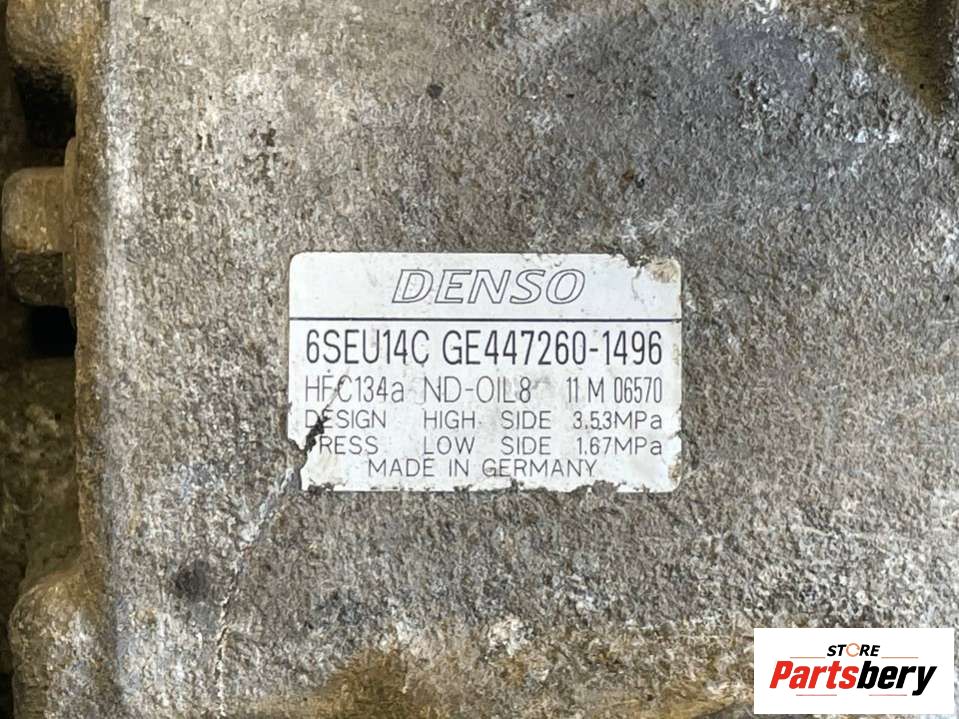 DENSO
6SEU14C GE447260-1496
HFC134a ND-OIL8 11 M 06570
DESIGN HIGH SIDE 3.53MPa
PRESS LOW SIDE 1.67MPa
MADE IN GERMANY
STORE
Partsbery